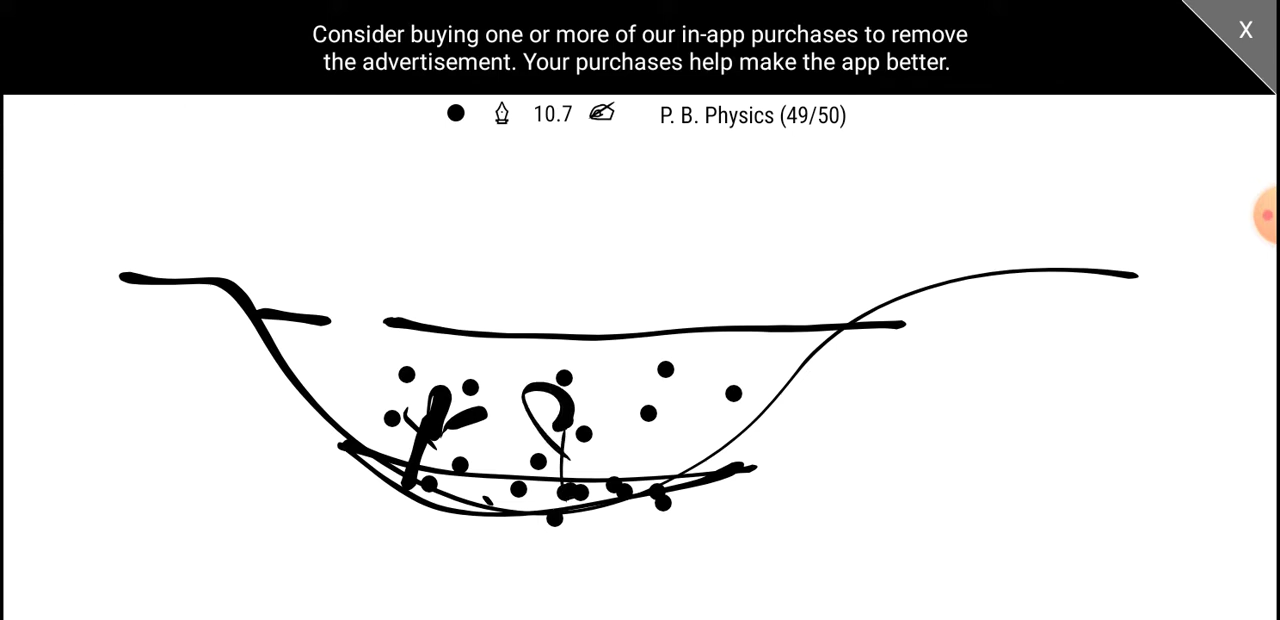 Consider buying one or more of our in-app purchases to remove
the advertisement. Your purchases help make the app better.
X
10.7 P. B. Physics (49/50)